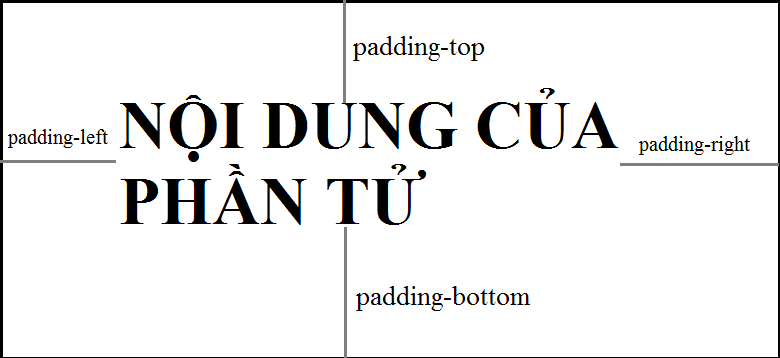 padding-top
padding-left
NỘI DUNG CỦA
padding-right
PHẦN TỬ
padding-bottom